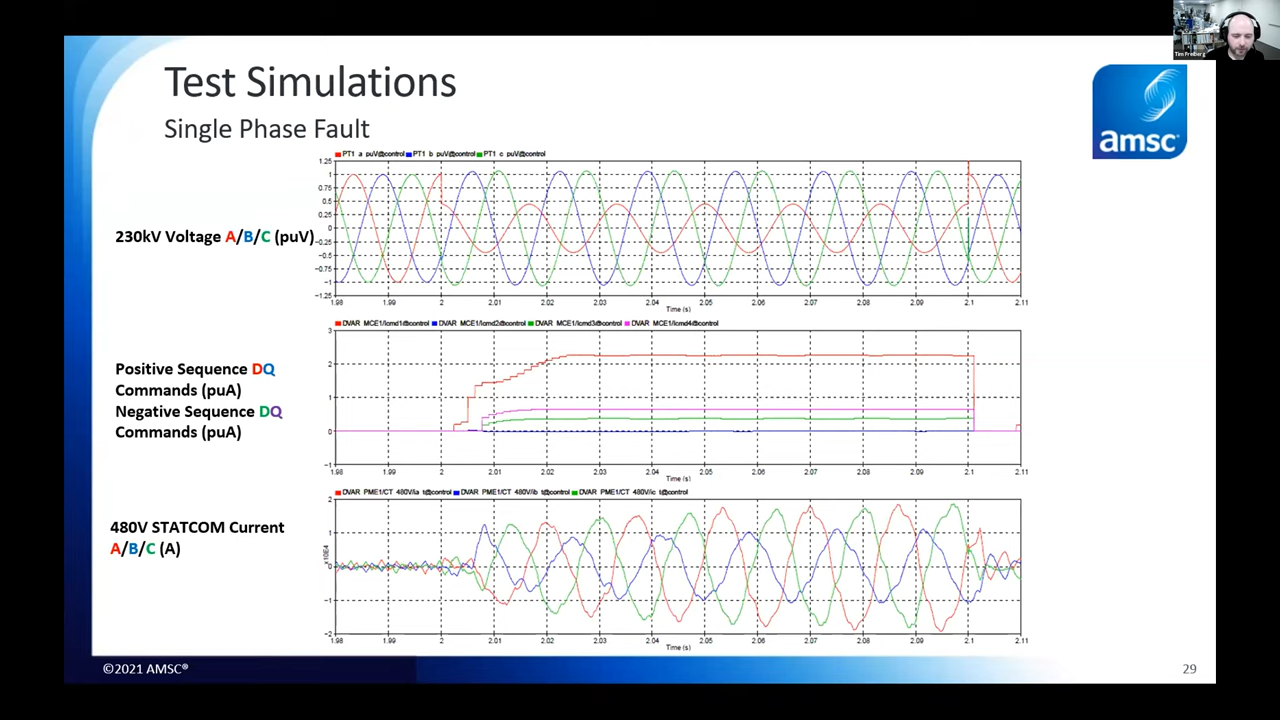 Tim Freiberg
Test Simulations
Single Phase Fault
amsc
PT1_a_puV@control PT1_b_puV@control PT1_c_puV@control
1.25
1
0.75
0.5
0.25
0
-0.25
-0.5
-0.75
-1
-1.25
230kV Voltage A/B/C (puV)
1.98 1.99 2 2.01 2.02 2.03 2.04 2.05 2.06 2.07 2.08 2.09 2.1 2.11
Time (s)
DVAR_MCE1/Icmd1@control DVAR_MCE1/Icmd2@control DVAR_MCE1/Icmd3@control DVAR_MCE1/Icmd4@control
3
2
1
0
-1
Positive Sequence DQ
Commands (puA)
Negative Sequence DQ
Commands (puA)
1.98 1.99 2 2.01 2.02 2.03 2.04 2.05 2.06 2.07 2.08 2.09 2.1 2.11
Time (s)
DVAR_PME1/CT_480V/ia_t@control DVAR_PME1/CT_480V/ib_t@control DVAR_PME1/CT_480V/ic_t@control
2
1
0
-1
-2
x10E4
480V STATCOM Current
A/B/C (A)
1.98 1.99 2 2.01 2.02 2.03 2.04 2.05 2.06 2.07 2.08 2.09 2.1 2.11
Time (s)
©2021 AMSC®
29